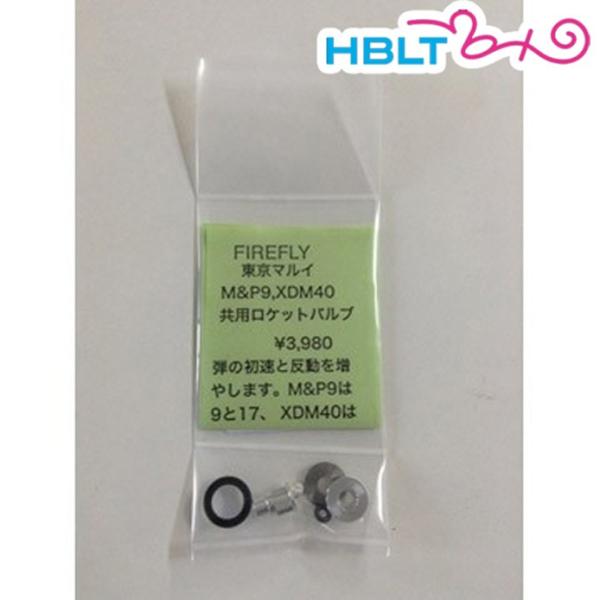 HBLT
FIREFLY
東京マルイ
M&P9,XDM40
共用ロケットバルブ
¥3,980
弾の初速と反動を増
やします。M&P9は
9と17、 XDM40は